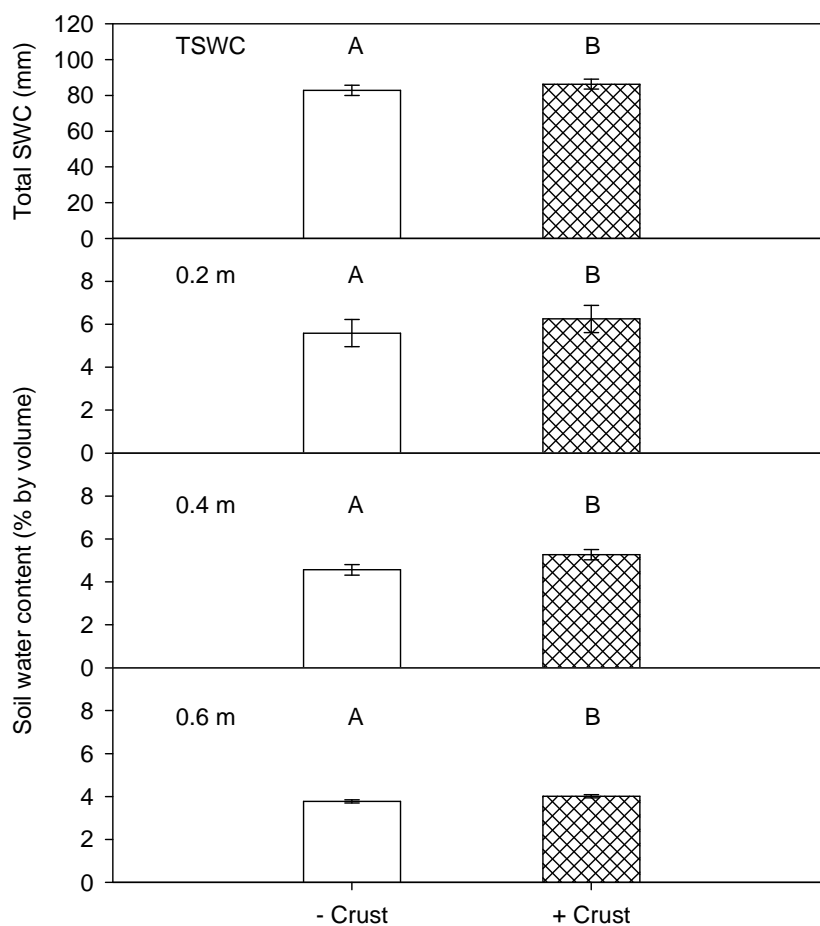 Total SWC (mm)
120
100
80
60
40
20
0
TSWC
A
B
Soil water content (% by volume)
8
6
4
2
0
0.2 m
A
B
8
6
4
2
0
0.4 m
A
B
8
6
4
2
0
0.6 m
A
B
- Crust
+ Crust